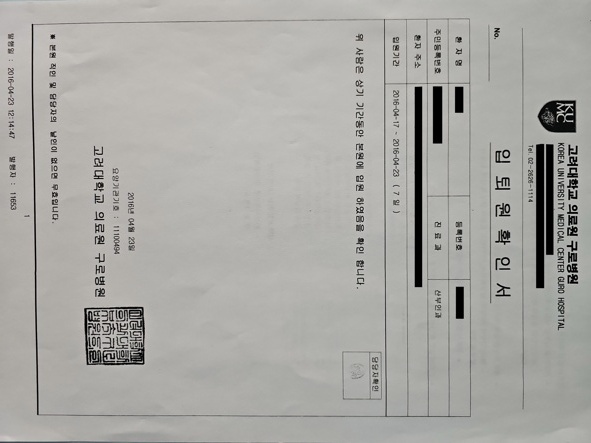 KU
MC
고려대학교 의료원 구로병원
KOREA UNIVERSITY MEDICAL CENTER GURO HOSPITAL
Tel. 02-2626-1114
No.
입 퇴 원 확 인 서
환 자 명
등록번호
주민등록번호
진 료 과
산부인과
환자 주소
입원기간
2016-04-17 ~ 2016-04-23 ( 7 일 )
담당자확인
위 사람은 상기 기간동안 본원에 입원 하였음을 확인 합니다.
2016년 04월 23일
요양기관기호 : 11100494
고려대학교 의료원 구로병원
※ 본원 직인 및 담당자의 날인이 없으면 무효입니다.
1
발행일 : 2016-04-23 12:14:47 발행자 : 11653